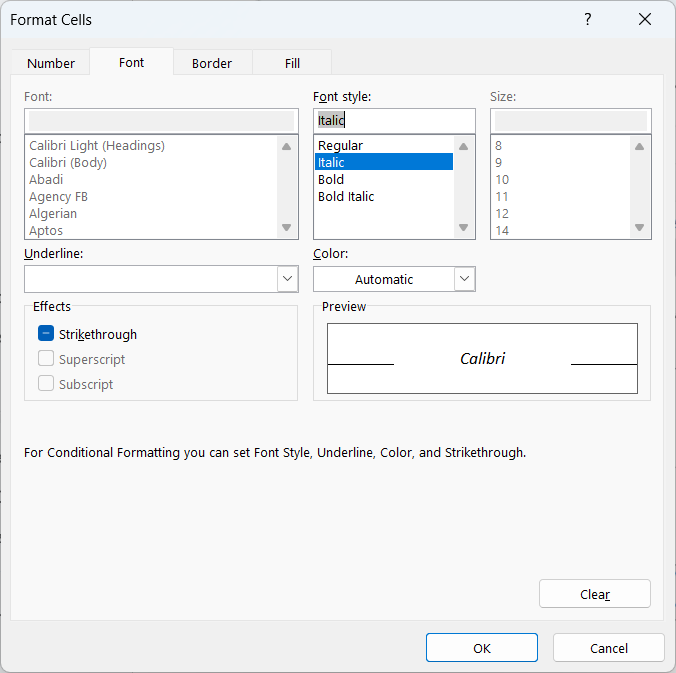 Format Cells ?
Number Font Border Fill
Font: Font style: Size:
Italic
Calibri Light (Headings) Regular 8
Calibri (Body) Italic 9
Abadi Bold 10
Agency FB Bold Italic 11
Algerian 12
Aptos 14
Underline: Color:
Automatic
Effects Preview
Strikethrough
Superscript Calibri
Subscript
For Conditional Formatting you can set Font Style, Underline, Color, and Strikethrough.
Clear
OK Cancel